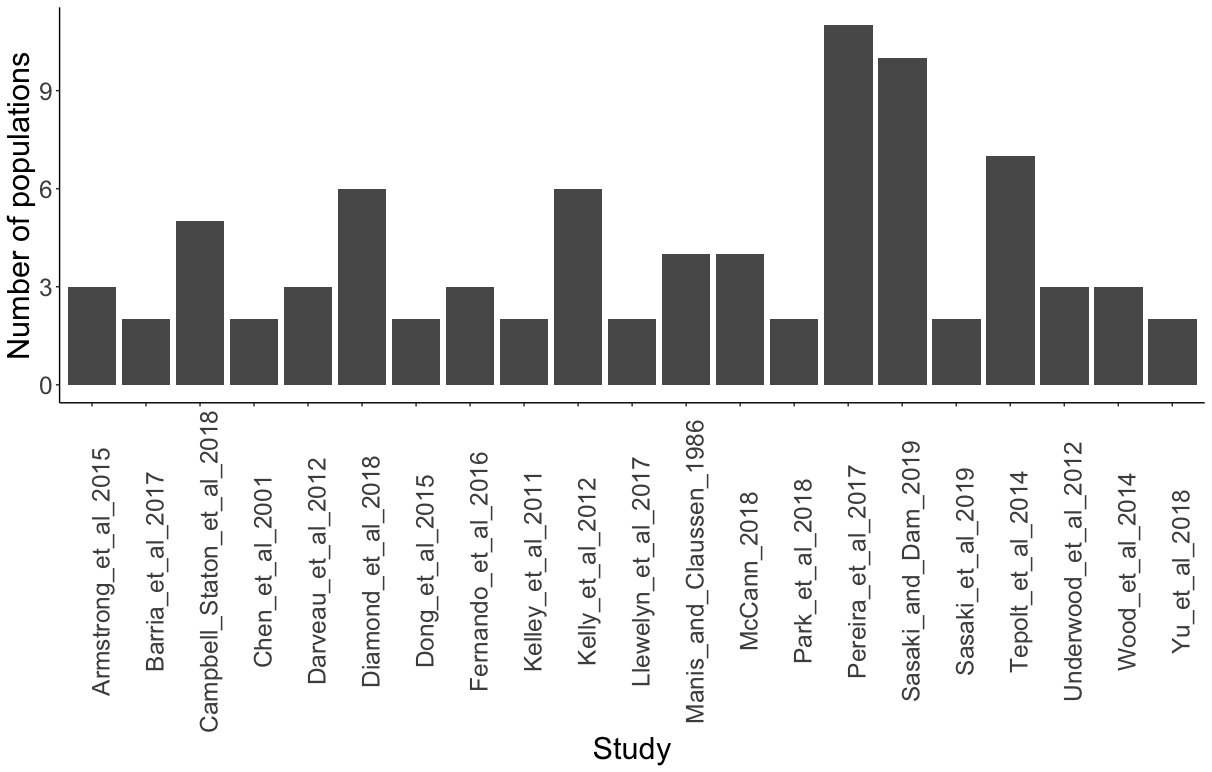 Number of populations
9
6
3
0
Armstrong_et_al_2015
Barria_et_al_2017
Campbell_Staton_et_al_2018
Chen_et_al_2001
Darveau_et_al_2012
Diamond_et_al_2018
Dong_et_al_2015
Fernando_et_al_2016
Kelley_et_al_2011
Kelly_et_al_2012
Llewelyn_et_al_2017
Manis_and_Claussen_1986
McCann_2018
Park_et_al_2018
Pereira_et_al_2017
Sasaki_and_Dam_2019
Sasaki_et_al_2019
Tepolt_et_al_2014
Underwood_et_al_2012
Wood_et_al_2014
Yu_et_al_2018
Study